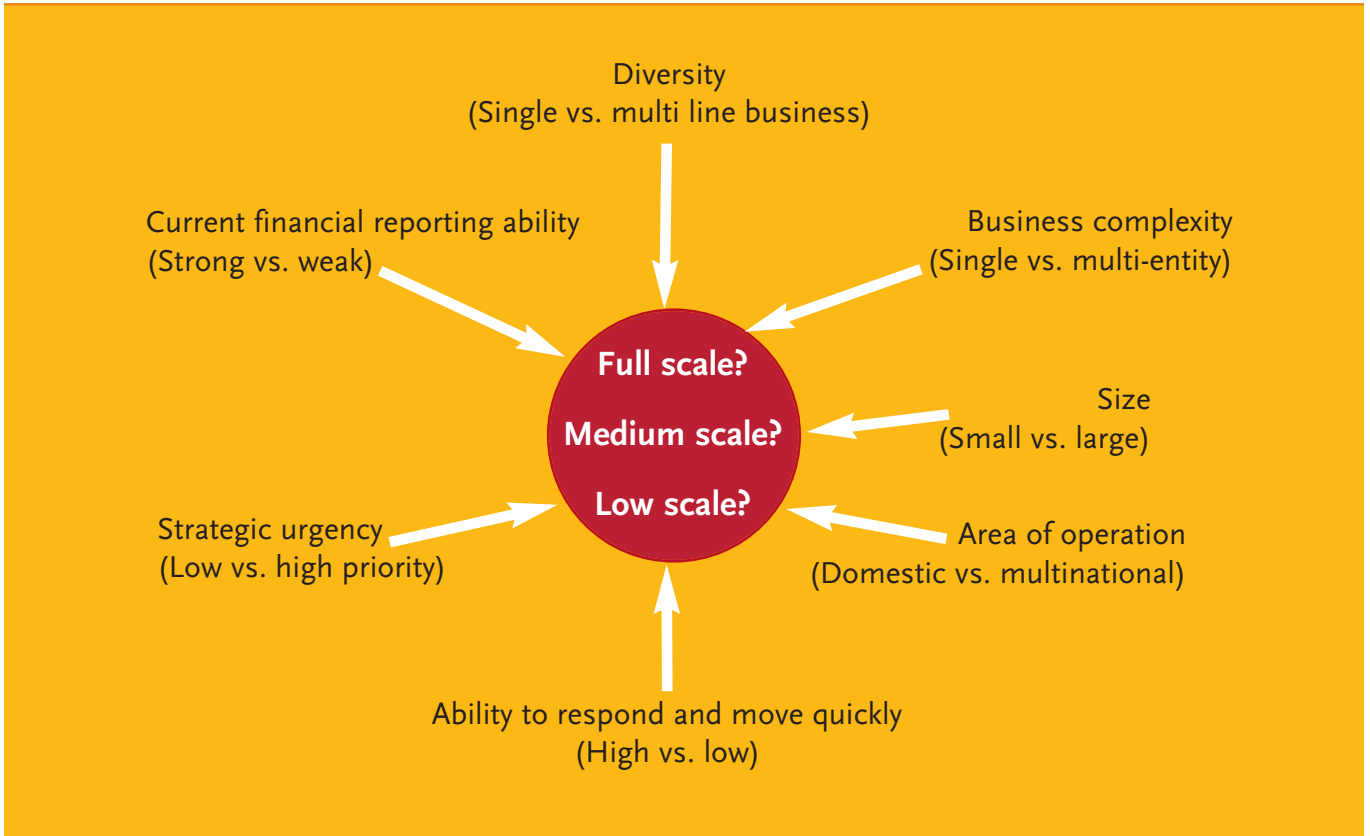 Diversity
(Single vs. multi line business)
Current financial reporting ability
(Strong vs. weak)
Business complexity
(Single vs. multi-entity)
Full scale?
Medium scale?
Low scale?
Size
(Small vs. large)
Strategic urgency
(Low vs. high priority)
Area of operation
(Domestic vs. multinational)
Ability to respond and move quickly
(High vs. low)